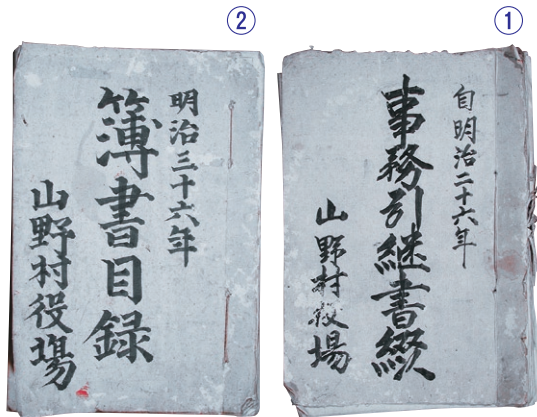 ①
自明治二十六年
事務引継書綴
山野村役場
②
明治三十六年
簿書目録
山野村役場